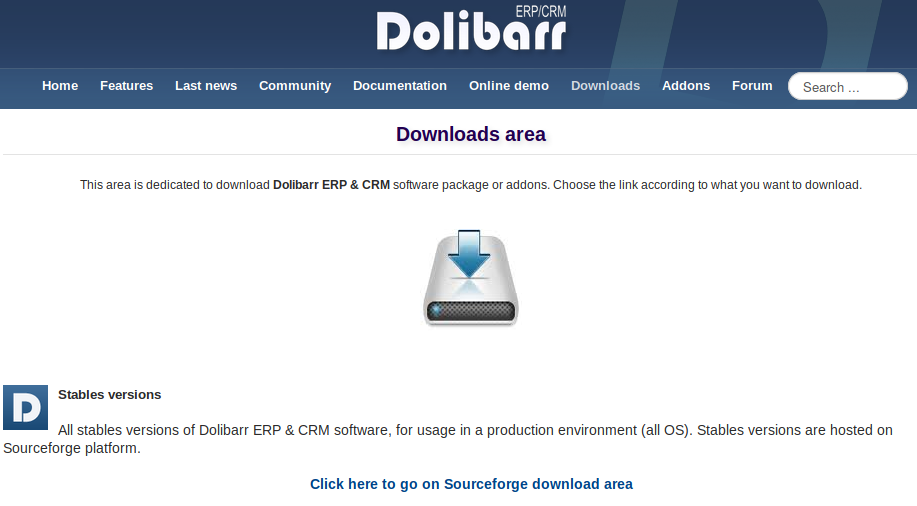 ERP/CRM
Dolibarr
Home Features Last news Community Documentation Online demo Downloads Addons Forum Search ...
Downloads area
This area is dedicated to download Dolibarr ERP & CRM software package or addons. Choose the link according to what you want to download.
D
Stables versions
All stables versions of Dolibarr ERP & CRM software, for usage in a production environment (all OS). Stables versions are hosted on
Sourceforge platform.
Click here to go on Sourceforge download area